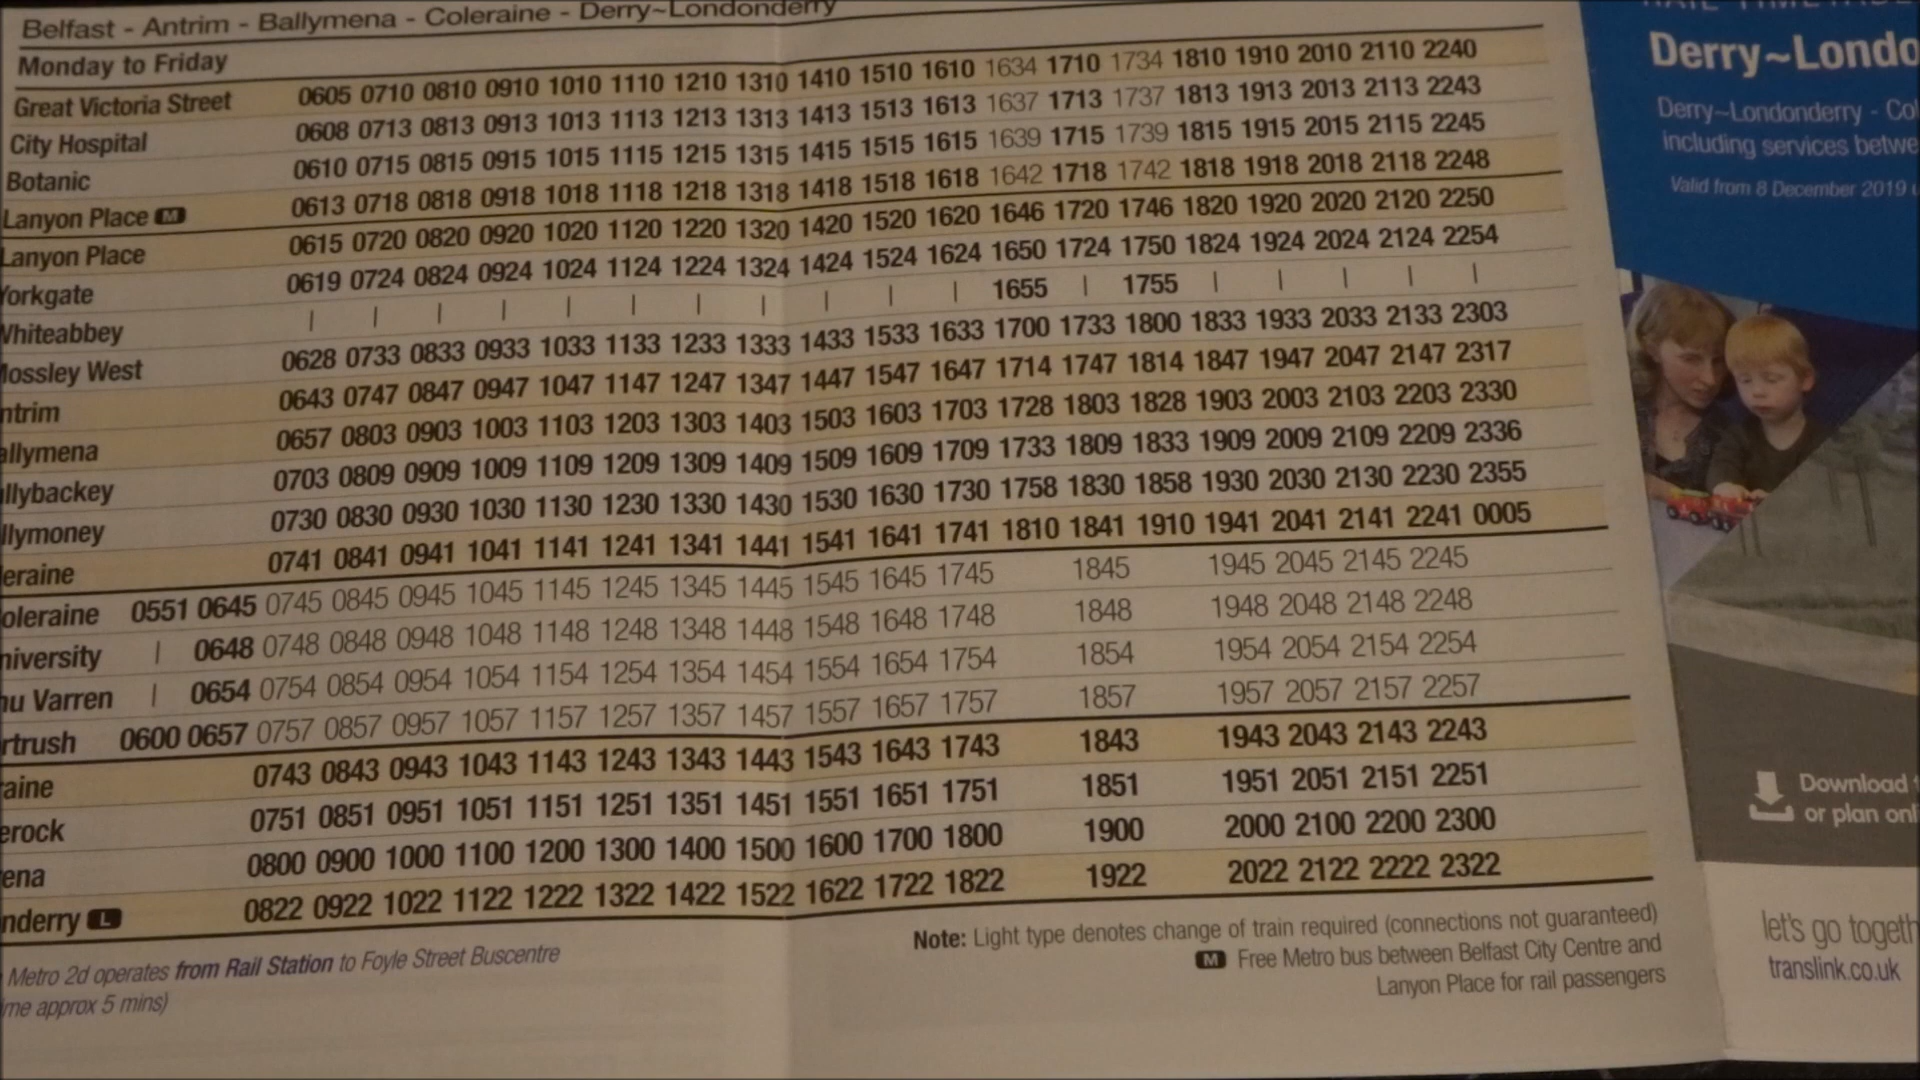 Belfast - Antrim - Ballymena - Coleraine - Derry~Londonderry
Monday to Friday
Great Victoria Street 0605 0710 0810 0910 1010 1110 1210 1310 1410 1510 1610 1634 1710 1734 1810 1910 2010 2110 2240
City Hospital 0608 0713 0813 0913 1013 1113 1213 1313 1413 1513 1613 1637 1713 1737 1813 1913 2013 2113 2243
Botanic 0610 0715 0815 0915 1015 1115 1215 1315 1415 1515 1615 1639 1715 1739 1815 1915 2015 2115 2245
Lanyon Place M 0613 0718 0818 0918 1018 1118 1218 1318 1418 1518 1618 1642 1718 1742 1818 1918 2018 2118 2248
Lanyon Place 0615 0720 0820 0920 1020 1120 1220 1320 1420 1520 1620 1646 1720 1746 1820 1920 2020 2120 2250
Yorkgate 0619 0724 0824 0924 1024 1124 1224 1324 1424 1524 1624 1650 1724 1750 1824 1924 2024 2124 2254
Whiteabbey | | | | | | | | | | | 1655 | 1755 | | | | |
Mossley West 0628 0733 0833 0933 1033 1133 1233 1333 1433 1533 1633 1700 1733 1800 1833 1933 2033 2133 2303
ntrim 0643 0747 0847 0947 1047 1147 1247 1347 1447 1547 1647 1714 1747 1814 1847 1947 2047 2147 2317
allymena 0657 0803 0903 1003 1103 1203 1303 1403 1503 1603 1703 1728 1803 1828 1903 2003 2103 2203 2330
llybackey 0703 0809 0909 1009 1109 1209 1309 1409 1509 1609 1709 1733 1809 1833 1909 2009 2109 2209 2336
llymoney 0730 0830 0930 1030 1130 1230 1330 1430 1530 1630 1730 1758 1830 1858 1930 2030 2130 2230 2355
eraine 0741 0841 0941 1041 1141 1241 1341 1441 1541 1641 1741 1810 1841 1910 1941 2041 2141 2241 0005
oleraine 0551 0645 0745 0845 0945 1045 1145 1245 1345 1445 1545 1645 1745 1845 1945 2045 2145 2245
niversity | 0648 0748 0848 0948 1048 1148 1248 1348 1448 1548 1648 1748 1848 1948 2048 2148 2248
hu Varren | 0654 0754 0854 0954 1054 1154 1254 1354 1454 1554 1654 1754 1854 1954 2054 2154 2254
rtrush 0600 0657 0757 0857 0957 1057 1157 1257 1357 1457 1557 1657 1757 1857 1957 2057 2157 2257
raine 0743 0843 0943 1043 1143 1243 1343 1443 1543 1643 1743 1843 1943 2043 2143 2243
erock 0751 0851 0951 1051 1151 1251 1351 1451 1551 1651 1751 1851 1951 2051 2151 2251
ena 0800 0900 1000 1100 1200 1300 1400 1500 1600 1700 1800 1900 2000 2100 2200 2300
nderry L 0822 0922 1022 1122 1222 1322 1422 1522 1622 1722 1822 1922 2022 2122 2222 2322
Metro 2d operates from Rail Station to Foyle Street Buscentre
me approx 5 mins)
Note: Light type denotes change of train required (connections not guaranteed)
M Free Metro bus between Belfast City Centre and
Lanyon Place for rail passengers
Derry~Londo
Derry~Londonderry - Col
including services betwe
Valid from 8 December 2019 u
Download
or plan onl
let's go togeth
translink.co.uk